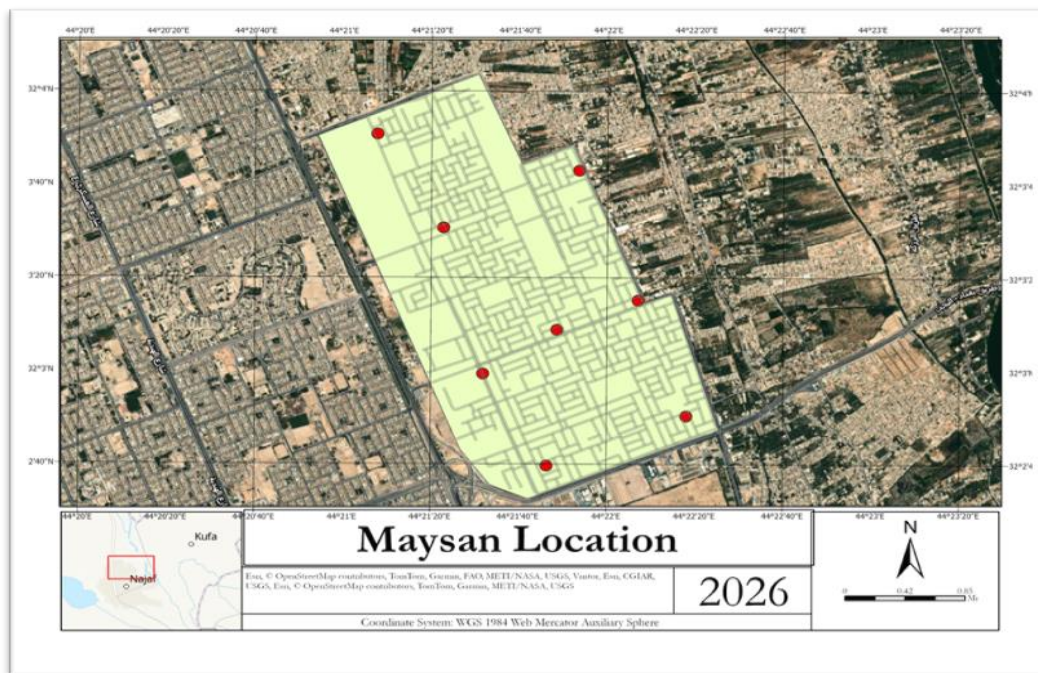 44°20'E 44°20'20"E 44°20'40"E 44°21'E 44°21'20"E 44°21'40"E 44°22'E 44°22'20"E 44°22'40"E 44°23'E 44°23'20"E
32°4'N 32°4'N
3'40"N 32°3'4
3'20"N 32°3'2
32°3'N 32°3'N
2'40"N 32°2'4
44°20'E 44°20'20"E 44°20'40"E 44°21'E 44°21'20"E 44°21'40"E 44°22'E 44°22'20"E 44°22'40"E 44°23'E 44°23'20"E
Kufa
Najaf
Maysan Location
Esri, © OpenStreetMap contributors, TomTom, Garmin, FAO, METI/NASA, USGS, Vantor, Esri, CGIAR,
USGS, Esri, © OpenStreetMap contributors, TomTom, Garmin, METI/NASA, USGS
2026
Coordinate System: WGS 1984 Web Mercator Auxiliary Sphere
N
0 0.42 0.85
Mi